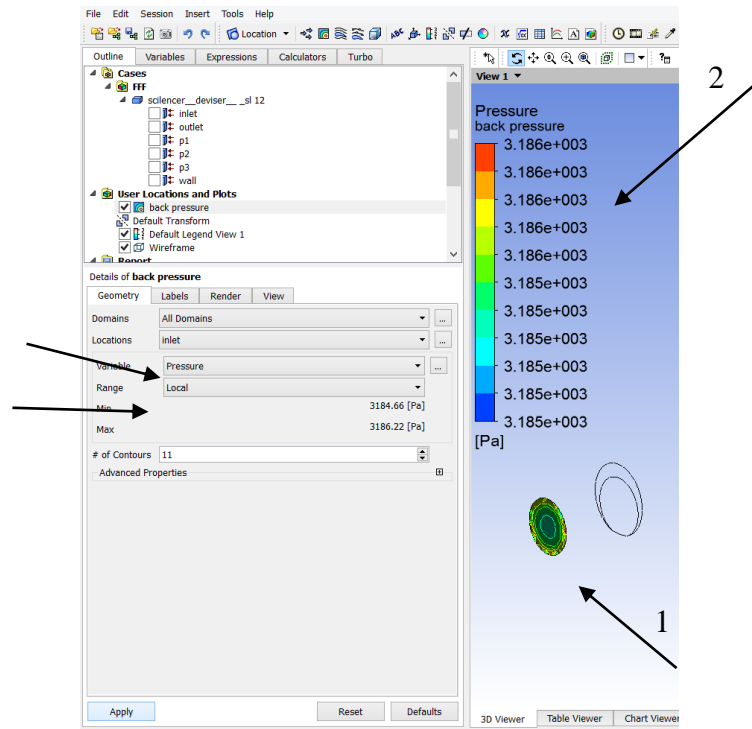 File Edit Session Insert Tools Help
Location
Outline Variables Expressions Calculators Turbo
Cases
FFF
scilencer__deviser__ _sl 12
inlet
outlet
p1
p2
p3
wall
User Locations and Plots
back pressure
Default Transform
Default Legend View 1
Wireframe
Report
Details of back pressure
Geometry Labels Render View
Domains All Domains ...
Locations inlet ...
Variable Pressure ...
Range Local
Min 3184.66 [Pa]
Max 3186.22 [Pa]
# of Contours 11
Advanced Properties
Apply Reset Defaults
View 1
2
Pressure
back pressure
3.186e+003
3.186e+003
3.186e+003
3.186e+003
3.186e+003
3.185e+003
3.185e+003
3.185e+003
3.185e+003
3.185e+003
3.185e+003
[Pa]
1
3D Viewer Table Viewer Chart Viewer